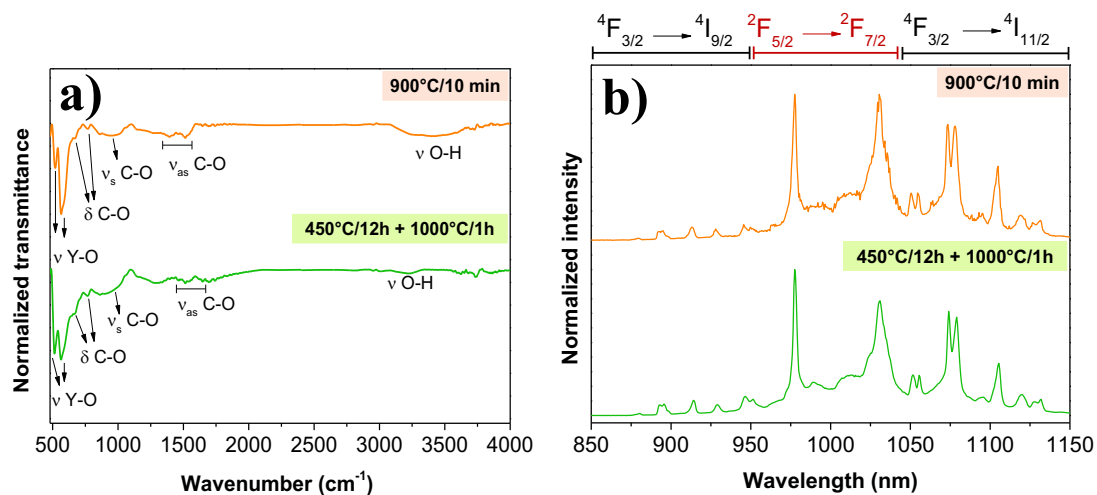 a)
900°C/10 min
νs C-O
νas C-O
ν O-H
δ C-O
ν Y-O
450°C/12h + 1000°C/1h
νs C-O
νas C-O
ν O-H
δ C-O
ν Y-O
Normalized transmittance
500 1000 1500 2000 2500 3000 3500 4000
Wavenumber (cm-1)
4F3/2 → 4I9/2 2F5/2 → 2F7/2 4F3/2 → 4I11/2
b)
900°C/10 min
450°C/12h + 1000°C/1h
Normalized intensity
850 900 950 1000 1050 1100 1150
Wavelength (nm)